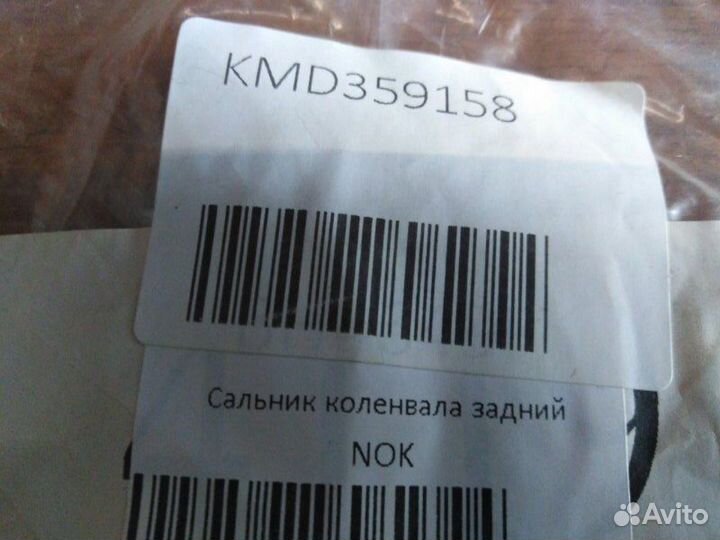 KMD359158
Сальник коленвала задний
NOK
Avito